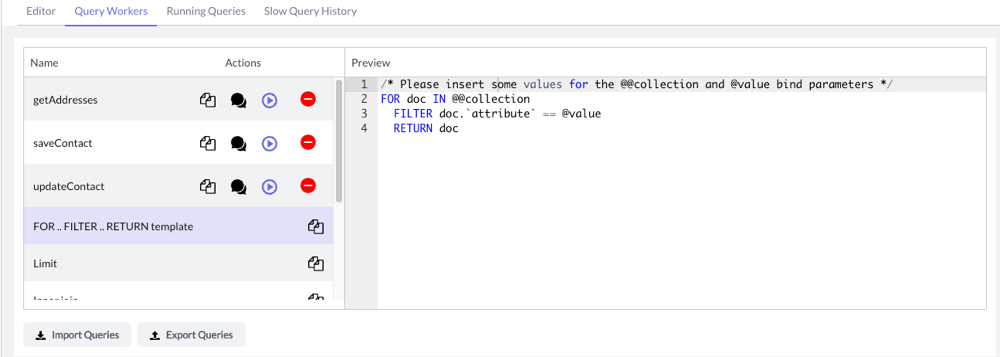 Editor Query Workers Running Queries Slow Query History
Name Actions Preview
getAddresses
saveContact
updateContact
FOR .. FILTER .. RETURN template
Limit
1 /* Please insert some values for the @@collection and @value bind parameters */
2 FOR doc IN @@collection
3 FILTER doc.`attribute` == @value
4 RETURN doc
Import Queries Export Queries